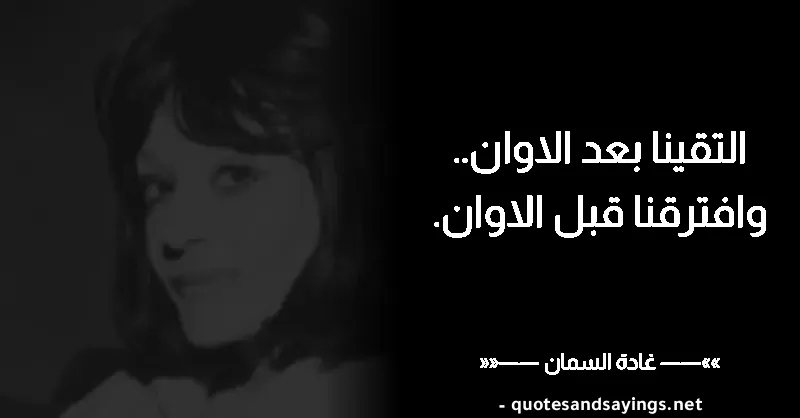 التقينا بعد الاوان..
وافترقنا قبل الاوان.
»»—— غادة السمان ——««
- quotesandsayings.net